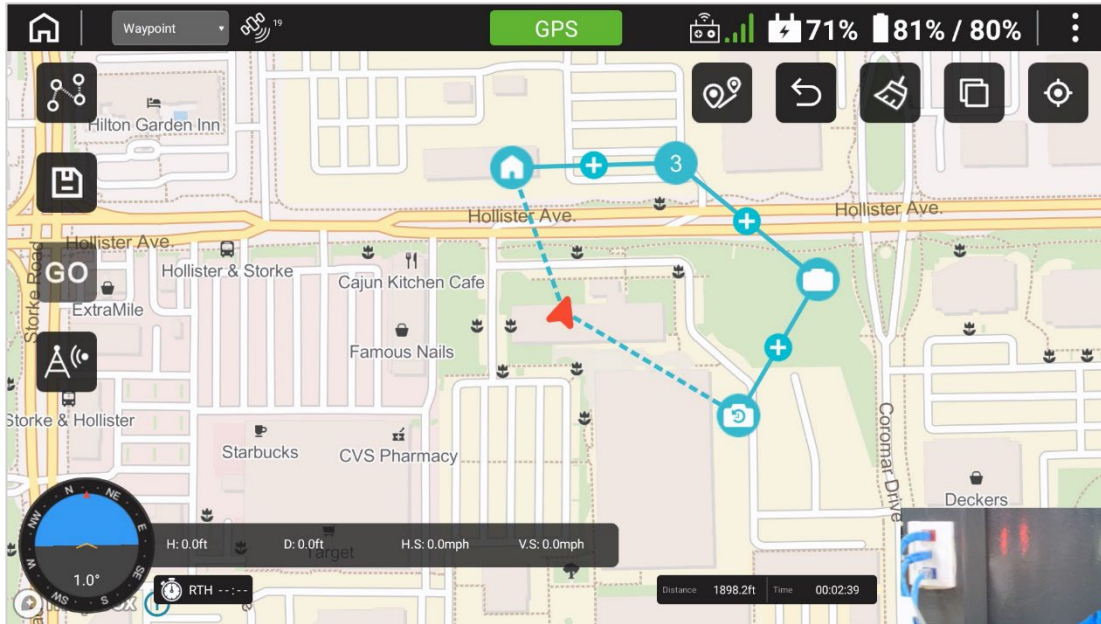 Waypoint
19
GPS
71%
81% / 80%
Hilton Garden Inn
3
Hollister Ave.
Hollister Ave.
Hollister Ave.
Storke Road
GO
Hollister & Storke
Cajun Kitchen Cafe
ExtraMile
Famous Nails
Storke & Hollister
Starbucks
CVS Pharmacy
Coromar Drive
Deckers
N
NE
E
SE
S
W
NW
1.0°
H: 0.0ft D: 0.0ft H.S: 0.0mph V.S: 0.0mph
Target
RTH --:--
Distance 1898.2ft Time 00:02:39